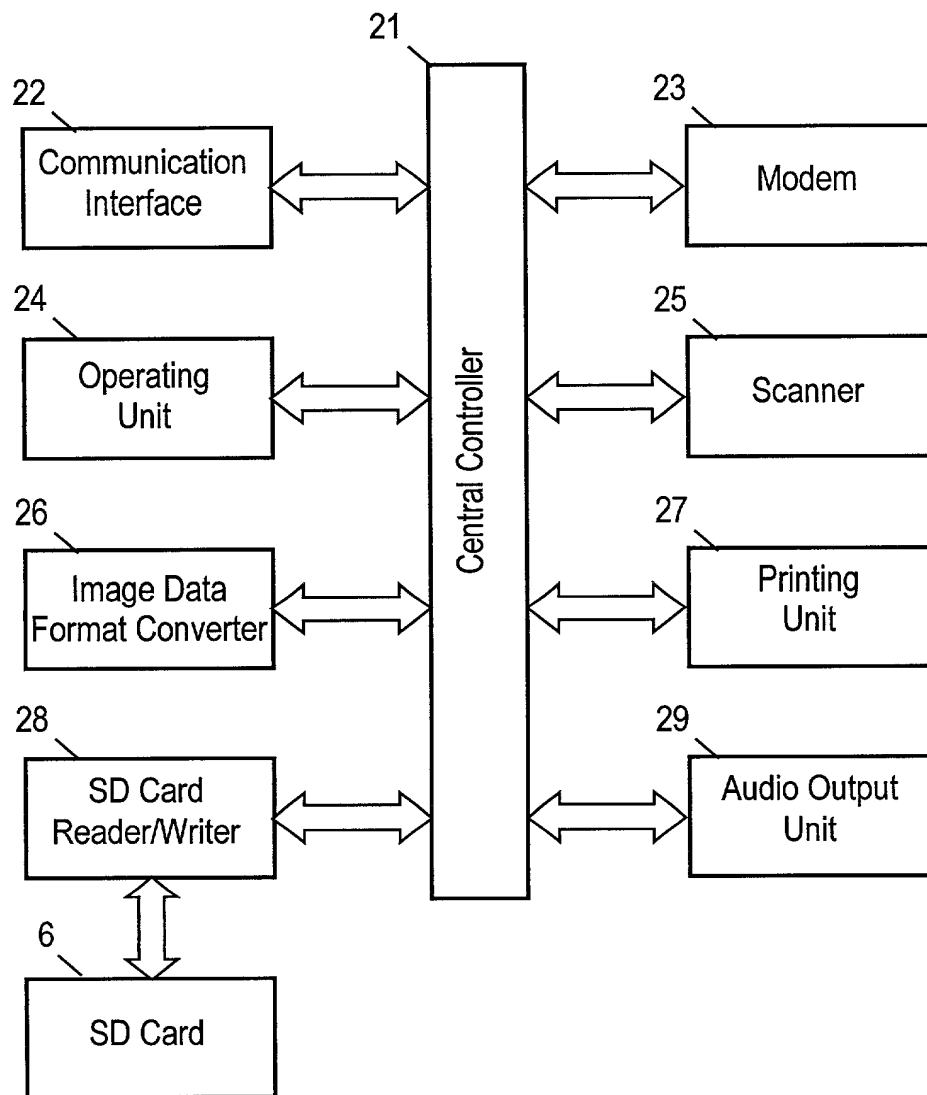 21
22
Communication
Interface
23
Modem
24
Operating
Unit
Central Controller
25
Scanner
26
Image Data
Format Converter
27
Printing
Unit
28
SD Card
Reader/Writer
29
Audio Output
Unit
6
SD Card